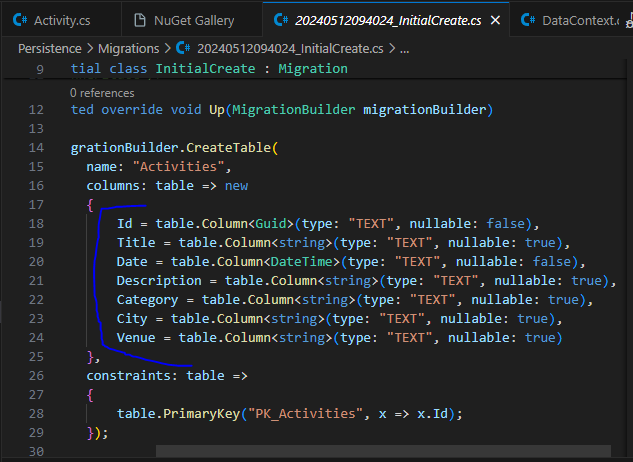 Activity.cs NuGet Gallery 20240512094024_InitialCreate.cs DataContext.c
Persistence > Migrations > 20240512094024_InitialCreate.cs > ...
9 tial class InitialCreate : Migration
0 references
12 ted override void Up(MigrationBuilder migrationBuilder)
13
14 grationBuilder.CreateTable(
15 name: "Activities",
16 columns: table => new
17 {
18 Id = table.Column<Guid>(type: "TEXT", nullable: false),
19 Title = table.Column<string>(type: "TEXT", nullable: true),
20 Date = table.Column<DateTime>(type: "TEXT", nullable: false),
21 Description = table.Column<string>(type: "TEXT", nullable: true),
22 Category = table.Column<string>(type: "TEXT", nullable: true),
23 City = table.Column<string>(type: "TEXT", nullable: true),
24 Venue = table.Column<string>(type: "TEXT", nullable: true)
25 },
26 constraints: table =>
27 {
28 table.PrimaryKey("PK_Activities", x => x.Id);
29 });
30